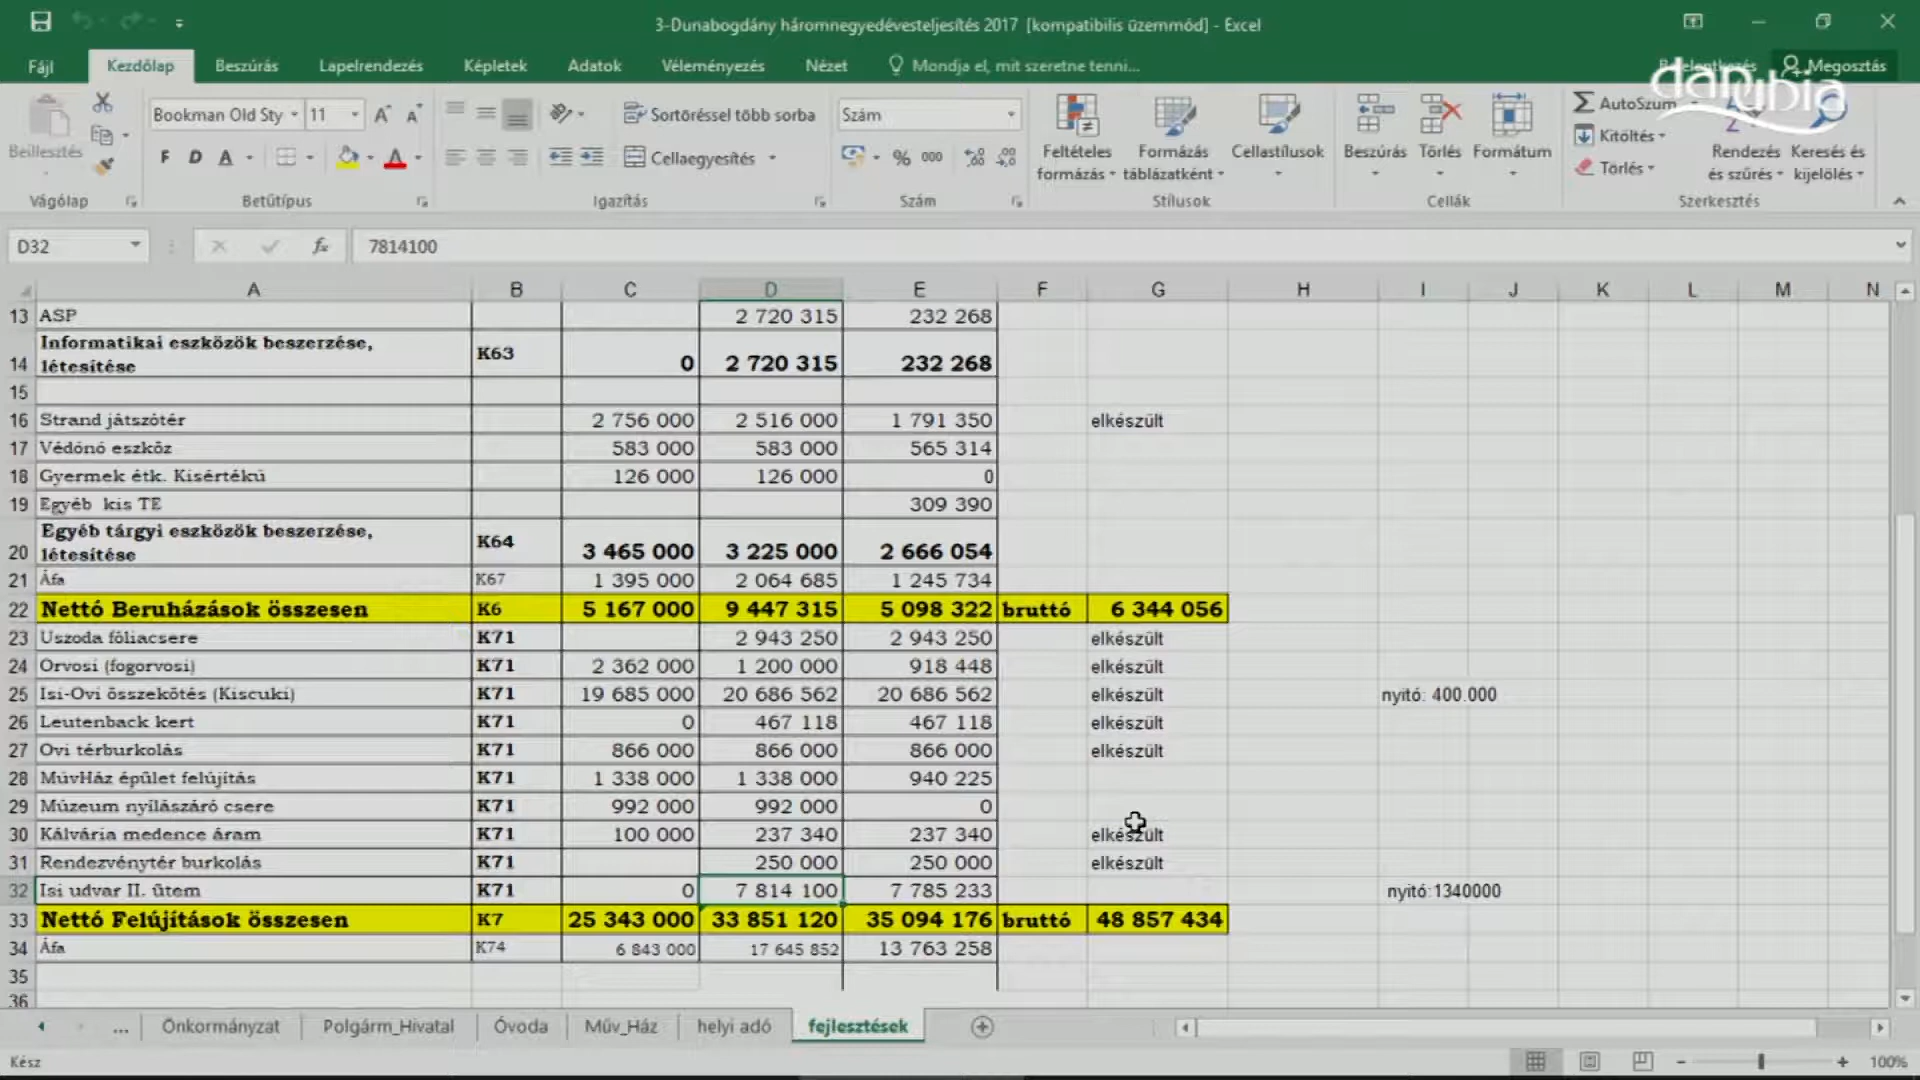 3-Dunabogdány háromnegyedévesteljesítés 2017 [kompatibilis üzemmód] - Excel
Fájl Kezdőlap Beszúrás Lapelrendezés Képletek Adatok Véleményezés Nézet Mondja el, mit szeretne tenni... Megosztás
danubia
Beillesztés
Vágólap
Bookman Old Sty 11
F D A
Betűtípus
Sortöréssel több sorba
Cellaegyesítés
Igazítás
Szám
% 000
Szám
Feltételes formázás
Formázás táblázatként
Cellastílusok
Stílusok
Beszúrás Törlés Formátum
Cellák
AutoSzum
Kitöltés
Törlés
Rendezés és szűrés
Keresés és kijelölés
Szerkesztés
D32 fx 7814100
A B C D E F G H I J K L M N
13 ASP 2 720 315 232 268
14 Informatikai eszközök beszerzése, létesítése K63 0 2 720 315 232 268
15
16 Strand játszótér 2 756 000 2 516 000 1 791 350 elkészült
17 Védőnő eszköz 583 000 583 000 565 314
18 Gyermek étk. Kisértékű 126 000 126 000 0
19 Egyéb kis TE 309 390
20 Egyéb tárgyi eszközök beszerzése, létesítése K64 3 465 000 3 225 000 2 666 054
21 Áfa K67 1 395 000 2 064 685 1 245 734
22 Nettó Beruházások összesen K6 5 167 000 9 447 315 5 098 322 bruttó 6 344 056
23 Uszoda fóliacsere K71 2 943 250 2 943 250 elkészült
24 Orvosi (fogorvosi) K71 2 362 000 1 200 000 918 448 elkészült
25 Isi-Ovi összekötés (Kiscuki) K71 19 685 000 20 686 562 20 686 562 elkészült nyitó: 400.000
26 Leutenback kert K71 0 467 118 467 118 elkészült
27 Ovi térburkolás K71 866 000 866 000 866 000 elkészült
28 MűvHáz épület felújítás K71 1 338 000 1 338 000 940 225
29 Múzeum nyílászáró csere K71 992 000 992 000 0
30 Kálvária medence áram K71 100 000 237 340 237 340 elkészült
31 Rendezvénytér burkolás K71 250 000 250 000 elkészült
32 Isi udvar II. ütem K71 0 7 814 100 7 785 233 nyitó:1340000
33 Nettó Felújítások összesen K7 25 343 000 33 851 120 35 094 176 bruttó 48 857 434
34 Áfa K74 6 843 000 17 645 852 13 763 258
35
36
... Önkormányzat Polgárm_Hivatal Óvoda Műv_Ház helyi adó fejlesztések
Kész 100%